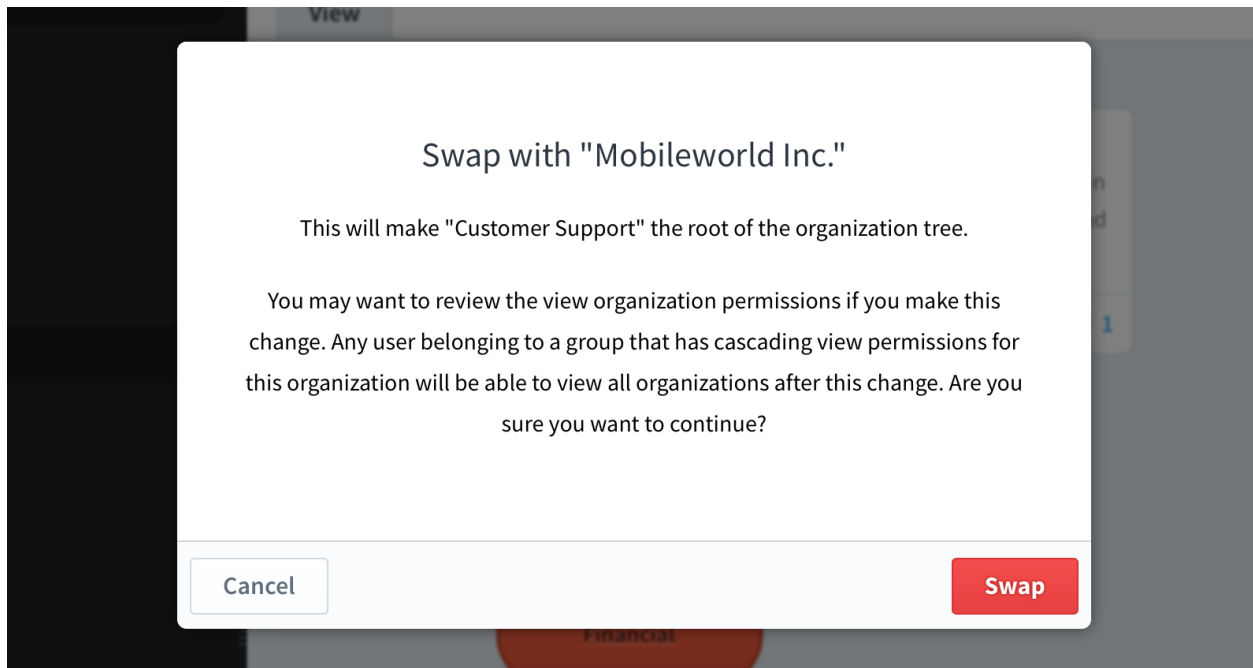 View
Swap with "Mobileworld Inc."
This will make "Customer Support" the root of the organization tree.
You may want to review the view organization permissions if you make this
change. Any user belonging to a group that has cascading view permissions for
this organization will be able to view all organizations after this change. Are you
sure you want to continue?
1
Cancel
Swap
Financial